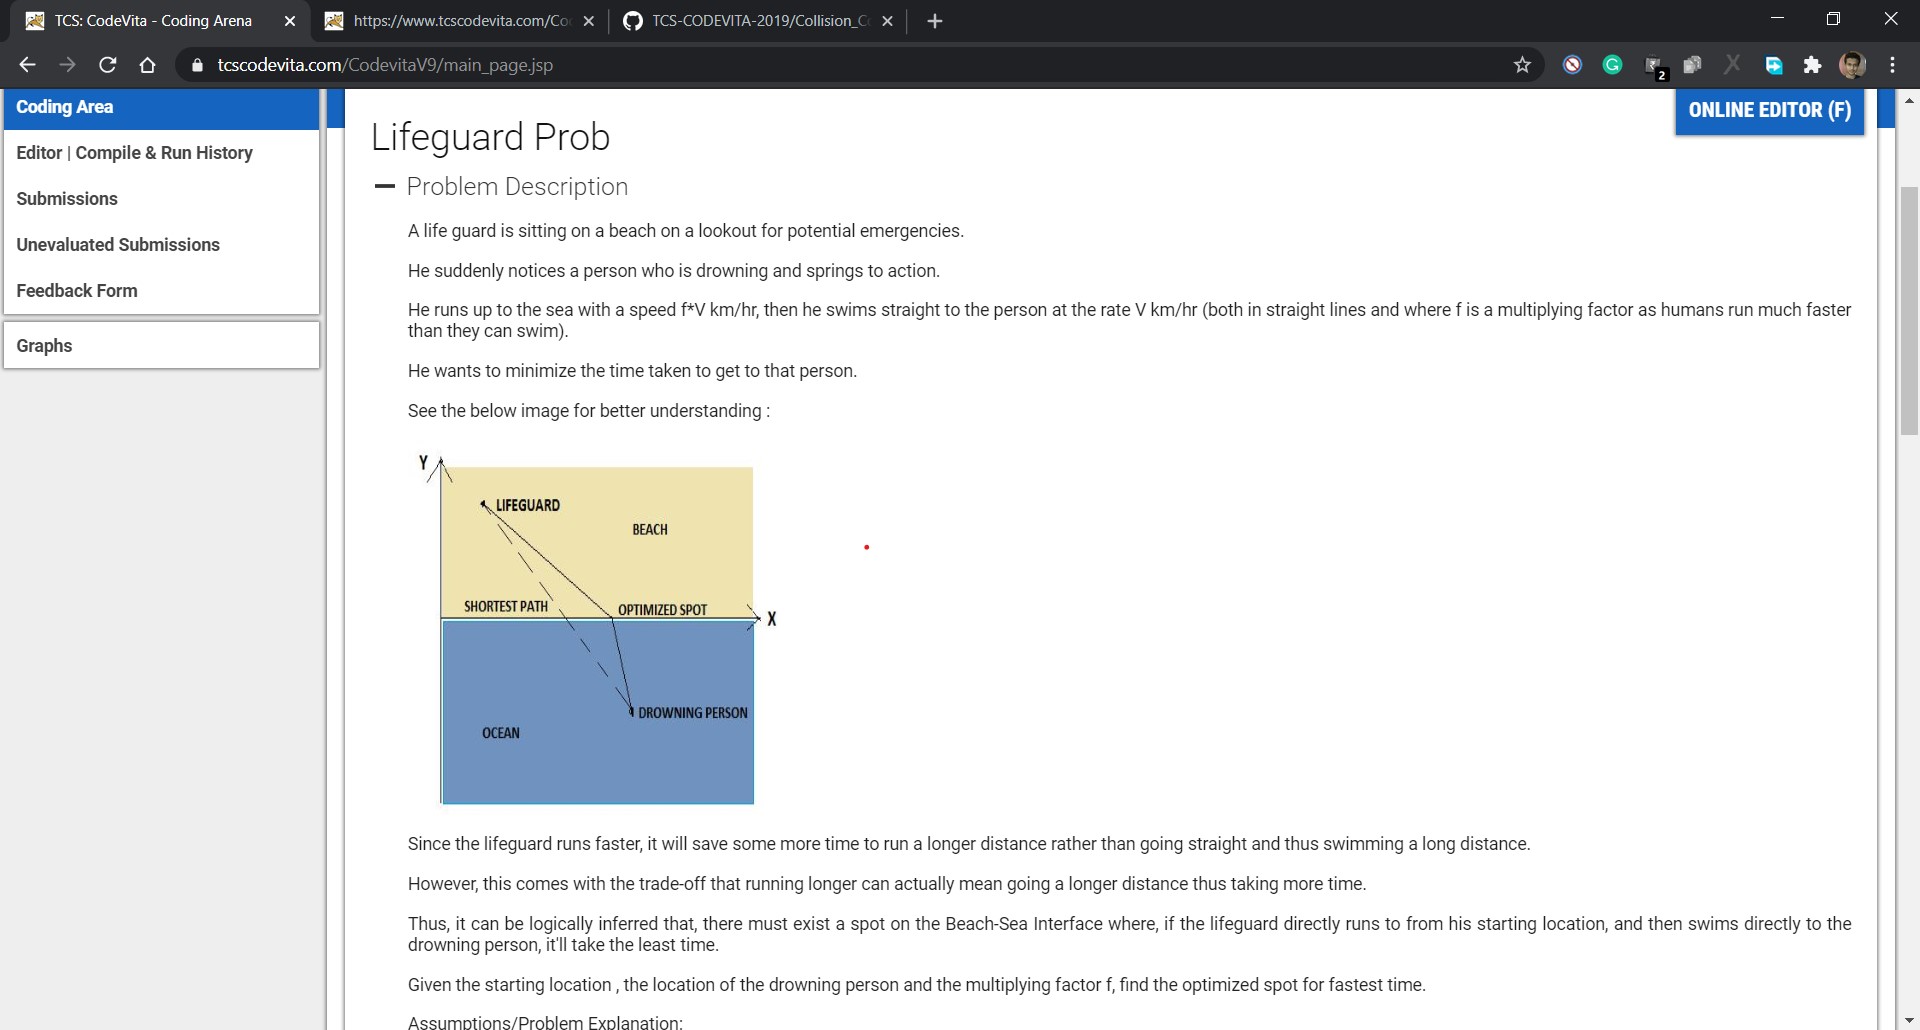 TCS: CodeVita - Coding Arena
https://www.tcscodevita.com/Co
TCS-CODEVITA-2019/Collision_C
tcscodevita.com/CodevitaV9/main_page.jsp
2
Coding Area
Editor | Compile & Run History
Submissions
Unevaluated Submissions
Feedback Form
Graphs
ONLINE EDITOR (F)
Lifeguard Prob
Problem Description
A life guard is sitting on a beach on a lookout for potential emergencies.
He suddenly notices a person who is drowning and springs to action.
He runs up to the sea with a speed f*V km/hr, then he swims straight to the person at the rate V km/hr (both in straight lines and where f is a multiplying factor as humans run much faster
than they can swim).
He wants to minimize the time taken to get to that person.
See the below image for better understanding :
Y
LIFEGUARD
BEACH
SHORTEST PATH
OPTIMIZED SPOT
X
DROWNING PERSON
OCEAN
Since the lifeguard runs faster, it will save some more time to run a longer distance rather than going straight and thus swimming a long distance.
However, this comes with the trade-off that running longer can actually mean going a longer distance thus taking more time.
Thus, it can be logically inferred that, there must exist a spot on the Beach-Sea Interface where, if the lifeguard directly runs to from his starting location, and then swims directly to the
drowning person, it'll take the least time.
Given the starting location , the location of the drowning person and the multiplying factor f, find the optimized spot for fastest time.
Assumptions/Problem Explanation: